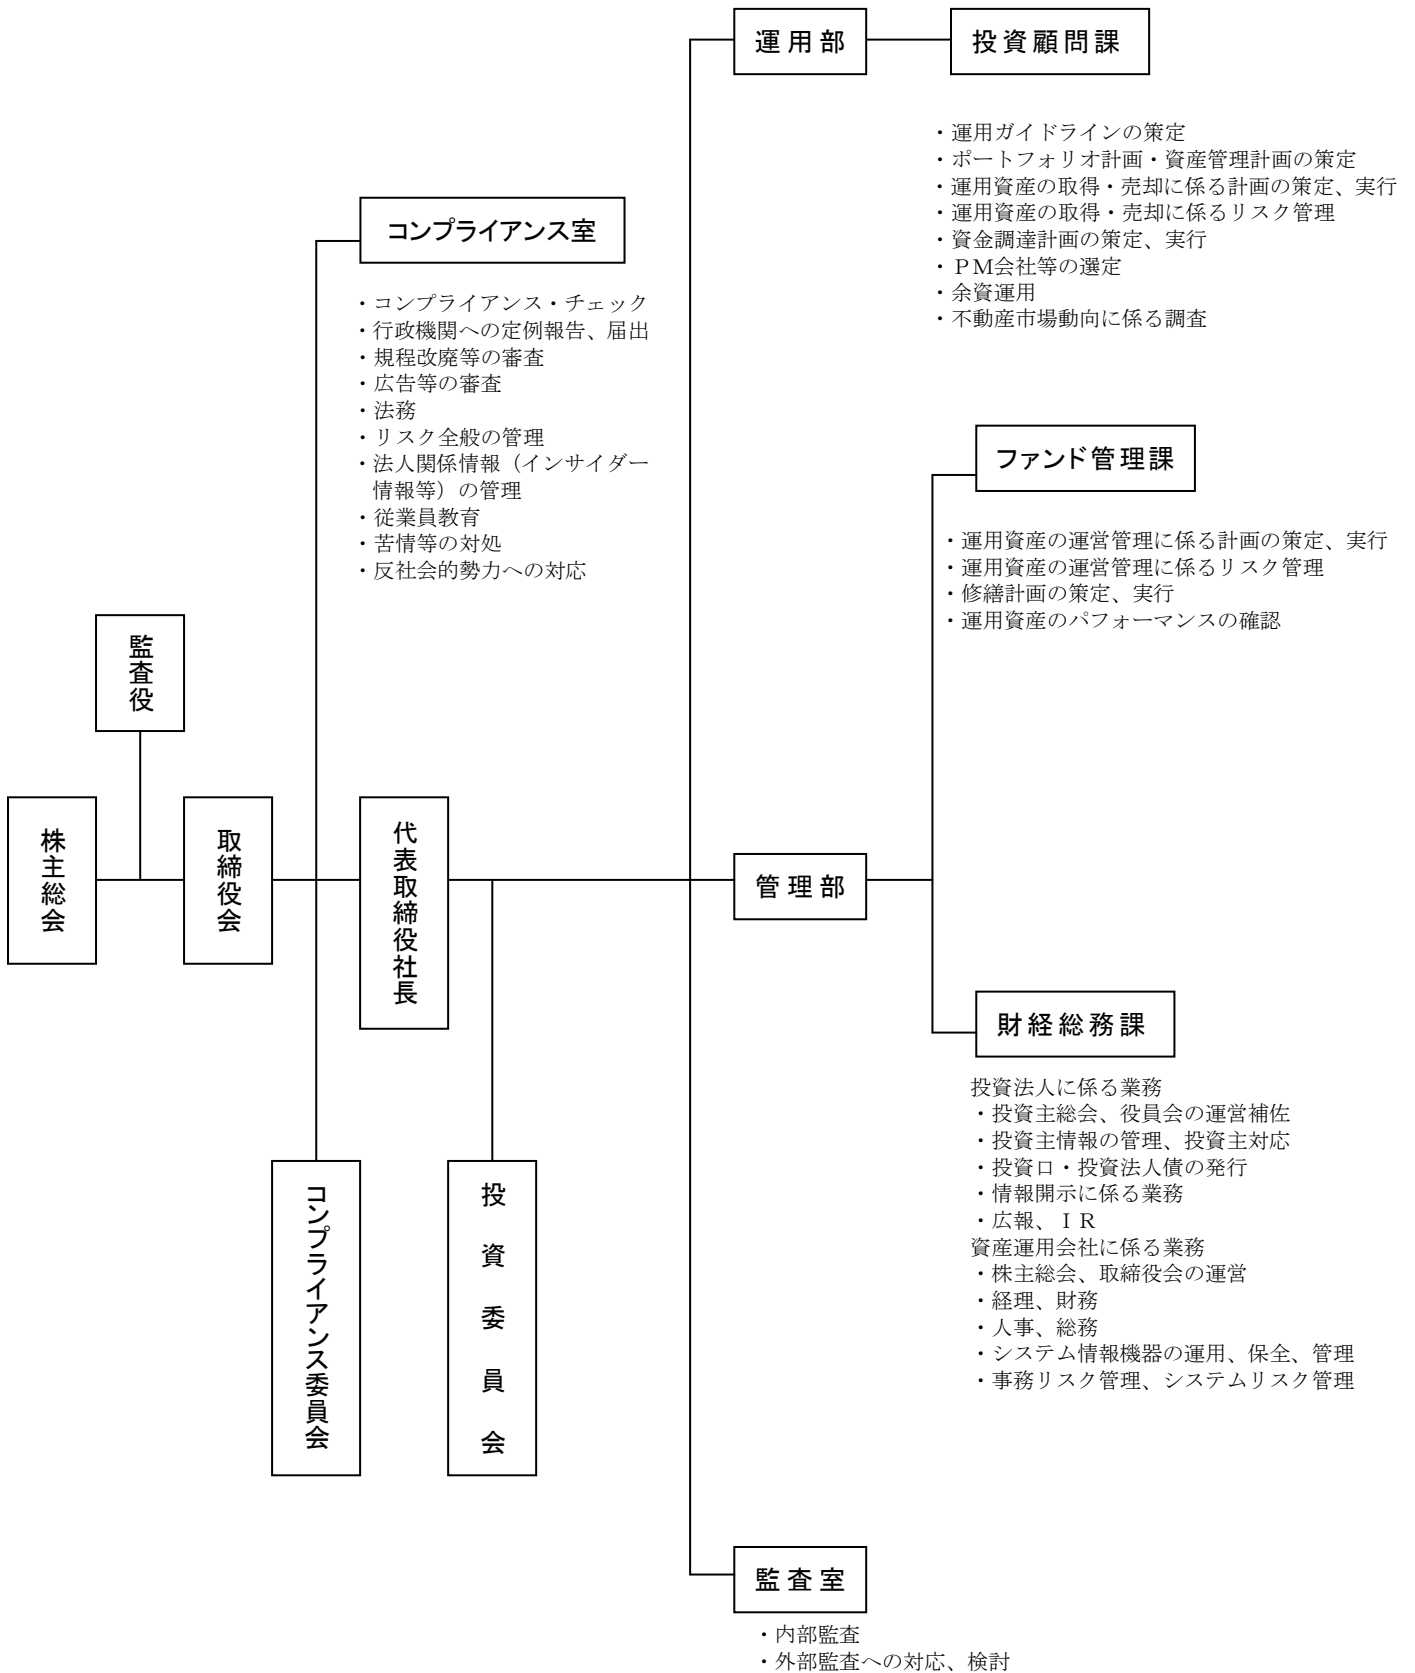 運用部
投資顧問課
・運用ガイドラインの策定
・ポートフォリオ計画・資産管理計画の策定
・運用資産の取得・売却に係る計画の策定、実行
・運用資産の取得・売却に係るリスク管理
・資金調達計画の策定、実行
・ＰＭ会社等の選定
・余資運用
・不動産市場動向に係る調査
コンプライアンス室
・コンプライアンス・チェック
・行政機関への定例報告、届出
・規程改廃等の審査
・広告等の審査
・法務
・リスク全般の管理
・法人関係情報（インサイダー
情報等）の管理
・従業員教育
・苦情等の対処
・反社会的勢力への対応
ファンド管理課
・運用資産の運営管理に係る計画の策定、実行
・運用資産の運営管理に係るリスク管理
・修繕計画の策定、実行
・運用資産のパフォーマンスの確認
監査役
株主総会
取締役会
代表取締役社長
管理部
財経総務課
投資法人に係る業務
・投資主総会、役員会の運営補佐
・投資主情報の管理、投資主対応
・投資口・投資法人債の発行
・情報開示に係る業務
・広報、ＩＲ
資産運用会社に係る業務
・株主総会、取締役会の運営
・経理、財務
・人事、総務
・システム情報機器の運用、保全、管理
・事務リスク管理、システムリスク管理
コンプライアンス委員会
投資委員会
監査室
・内部監査
・外部監査への対応、検討